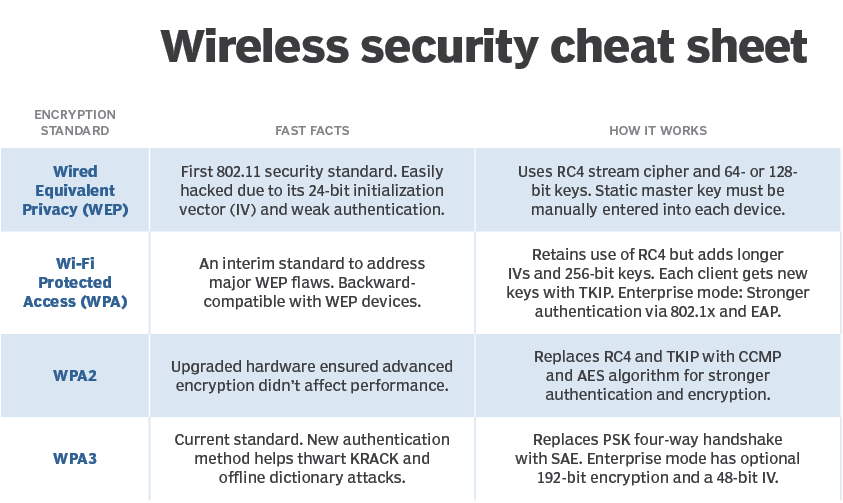 Wireless security cheat sheet
ENCRYPTION
STANDARD
FAST FACTS
HOW IT WORKS
Wired
Equivalent
Privacy (WEP)
First 802.11 security standard. Easily
hacked due to its 24-bit initialization
vector (IV) and weak authentication.
Uses RC4 stream cipher and 64- or 128-
bit keys. Static master key must be
manually entered into each device.
Wi-Fi
Protected
Access (WPA)
An interim standard to address
major WEP flaws. Backward-
compatible with WEP devices.
Retains use of RC4 but adds longer
IVs and 256-bit keys. Each client gets new
keys with TKIP. Enterprise mode: Stronger
authentication via 802.1x and EAP.
WPA2
Upgraded hardware ensured advanced
encryption didn’t affect performance.
Replaces RC4 and TKIP with CCMP
and AES algorithm for stronger
authentication and encryption.
WPA3
Current standard. New authentication
method helps thwart KRACK and
offline dictionary attacks.
Replaces PSK four-way handshake
with SAE. Enterprise mode has optional
192-bit encryption and a 48-bit IV.